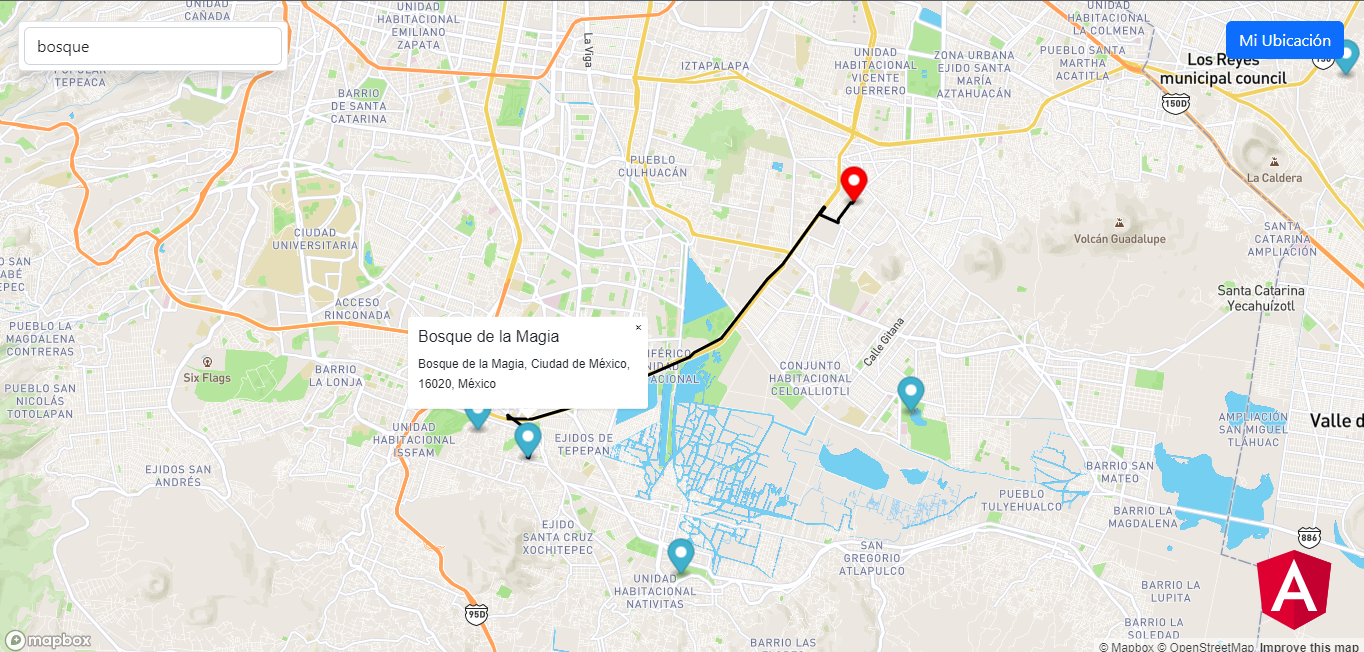 bosque
Mi Ubicación
UNIDAD
CAÑADA
UNIDAD
HABITACIONAL
EMILIANO
ZAPATA
La Viga
IZTAPALAPA
UNIDAD
HABITACIONAL
VICENTE
GUERRERO
ZONA URBANA
EJIDO SANTA
MARÍA
AZTAHUACÁN
UNIDAD
HABITACIONAL
LA COLMENA
PUEBLO SANTA
MARTHA
ACATITLA
Los Reyes
municipal council
150D
POPULAR
TEPEACA
BARRIO
DE SANTA
CATARINA
PUEBLO
CULHUACÁN
La Caldera
Volcán Guadalupe
SANTA
CATARINA
AMPLIACIÓN
CIUDAD
UNIVERSITARIA
ACCESO
RINCONADA
Santa Catarina
Yecahuízotl
PUEBLO LA
MAGDALENA
CONTRERAS
Six Flags
BARRIO
DE LA LONJA
Bosque de la Magia
×
Bosque de la Magia, Ciudad de México,
16020, México
Calle Gitana
CONJUNTO
HABITACIONAL
CELOALLIOTLI
PUEBLO SAN
NICOLÁS
TOTOLAPAN
UNIDAD
HABITACIONAL
ISSFAM
EJIDOS DE
TEPEPAN
AMPLIACIÓN
SAN MIGUEL
TLÁHUAC
Valle d
EJIDOS SAN
ANDRÉS
BARRIO SAN
MATEO
PUEBLO
TULYEHUALCO
BARRIO LA
MAGDALENA
EJIDO
SANTA CRUZ
XOCHITEPEC
SAN
GREGORIO
ATLAPULCO
886
UNIDAD
HABITACIONAL
NATIVITAS
95D
BARRIO LA
LUPITA
BARRIO LA
SOLEDAD
BARRIO LAS
A
mapbox
© Mapbox © OpenStreetMap Improve this map